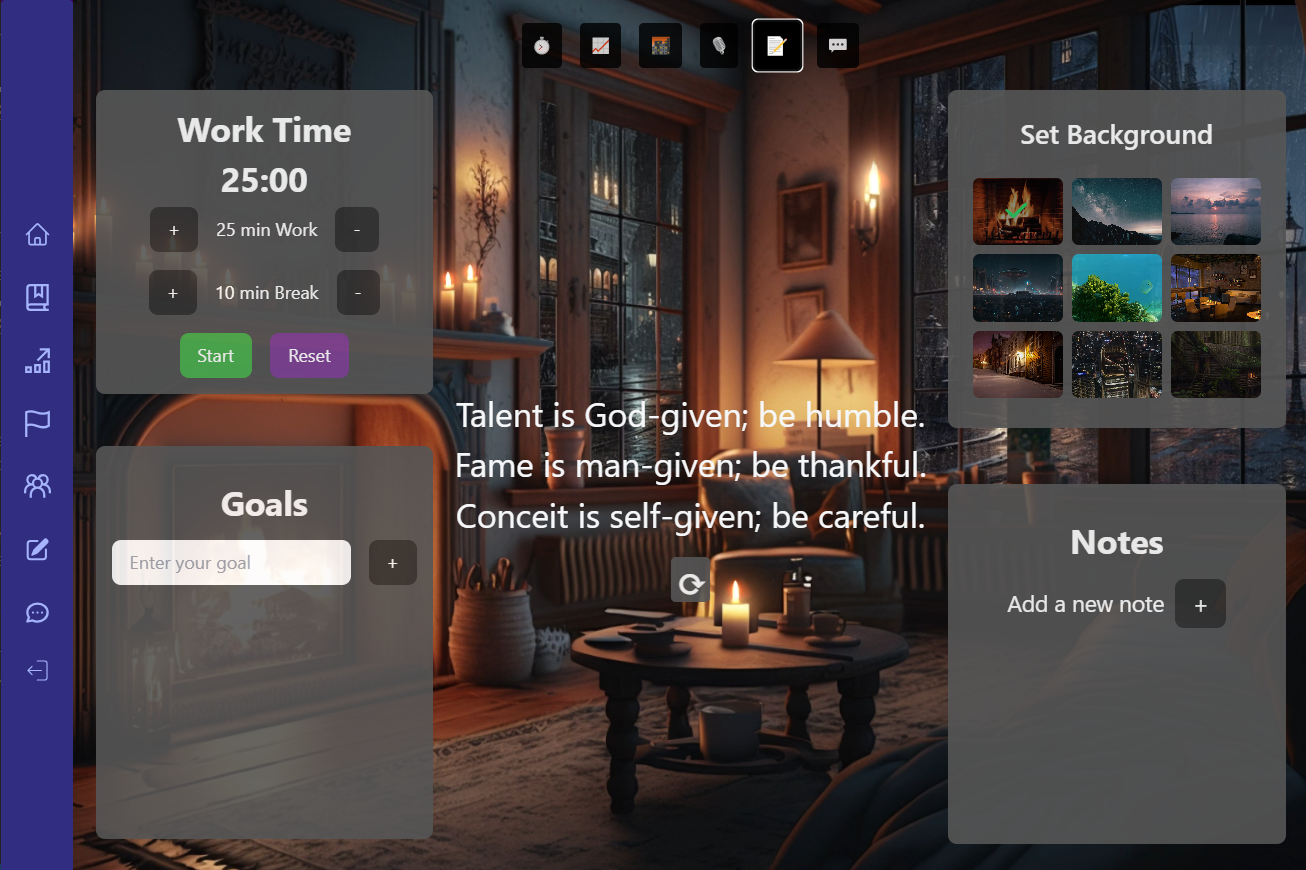 Work Time
25:00
+ 25 min Work -
+ 10 min Break -
Start Reset
Goals
Enter your goal +
Talent is God-given; be humble.
Fame is man-given; be thankful.
Conceit is self-given; be careful.
Set Background
Notes
Add a new note +